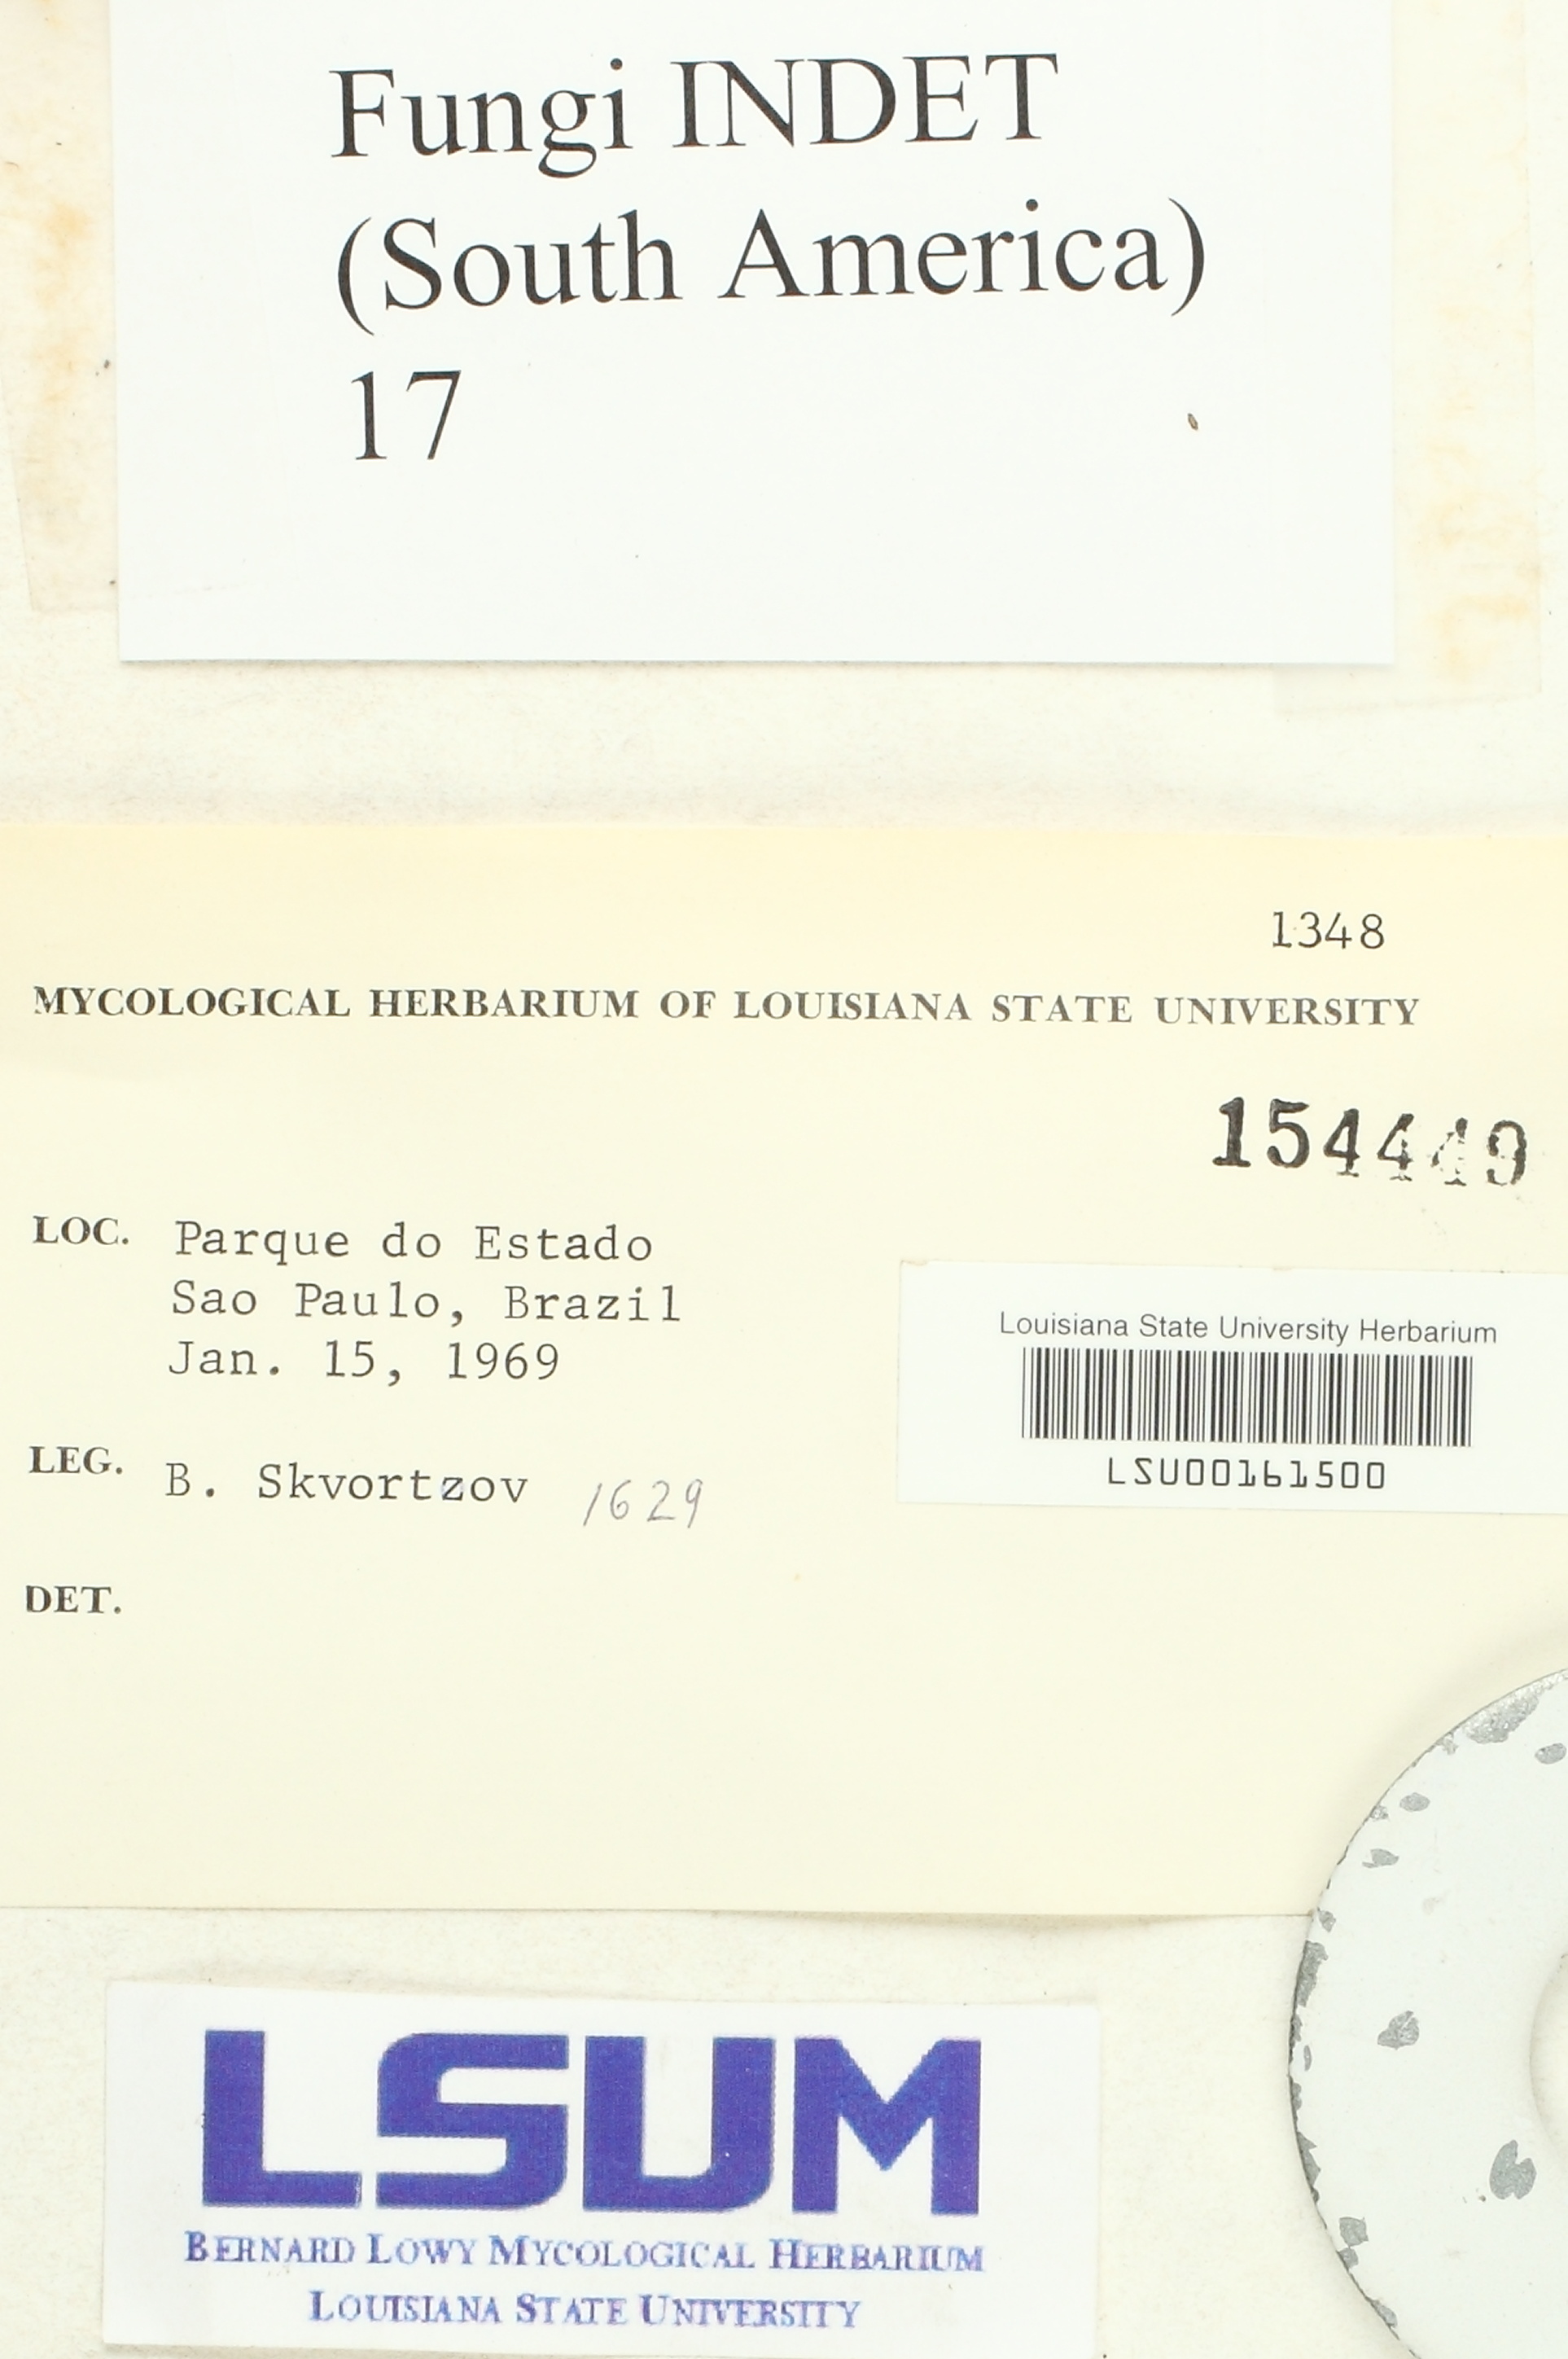 Fungi INDET
(South America)
17
1348
MYCOLOGICAL HERBARIUM OF LOUISIANA STATE UNIVERSITY
154449
LOC. Parque do Estado
Sao Paulo, Brazil
Jan. 15, 1969
Louisiana State University Herbarium
LSU00161500
LEG. B. Skvortzov 1629
DET.
LSUM
BERNARD LOWY MYCOLOGICAL HERBARIUM
LOUISIANA STATE UNIVERSITY